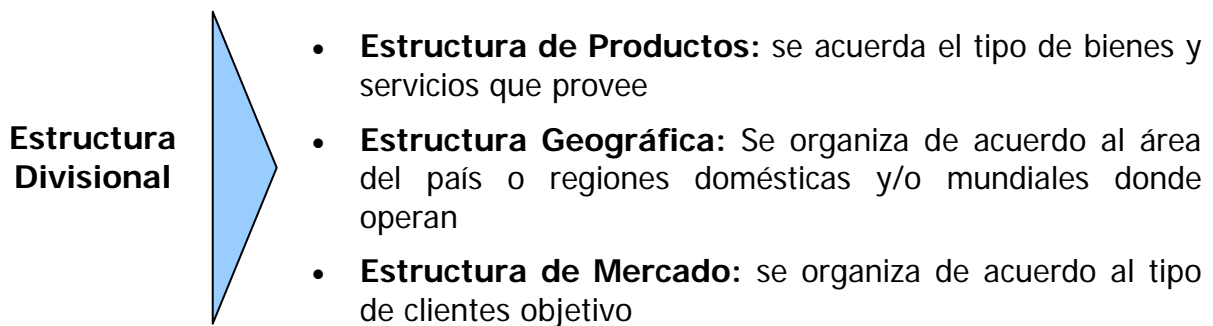 Estructura
Divisional
• Estructura de Productos: se acuerda el tipo de bienes y
servicios que provee
• Estructura Geográfica: Se organiza de acuerdo al área
del país o regiones domésticas y/o mundiales donde
operan
• Estructura de Mercado: se organiza de acuerdo al tipo
de clientes objetivo